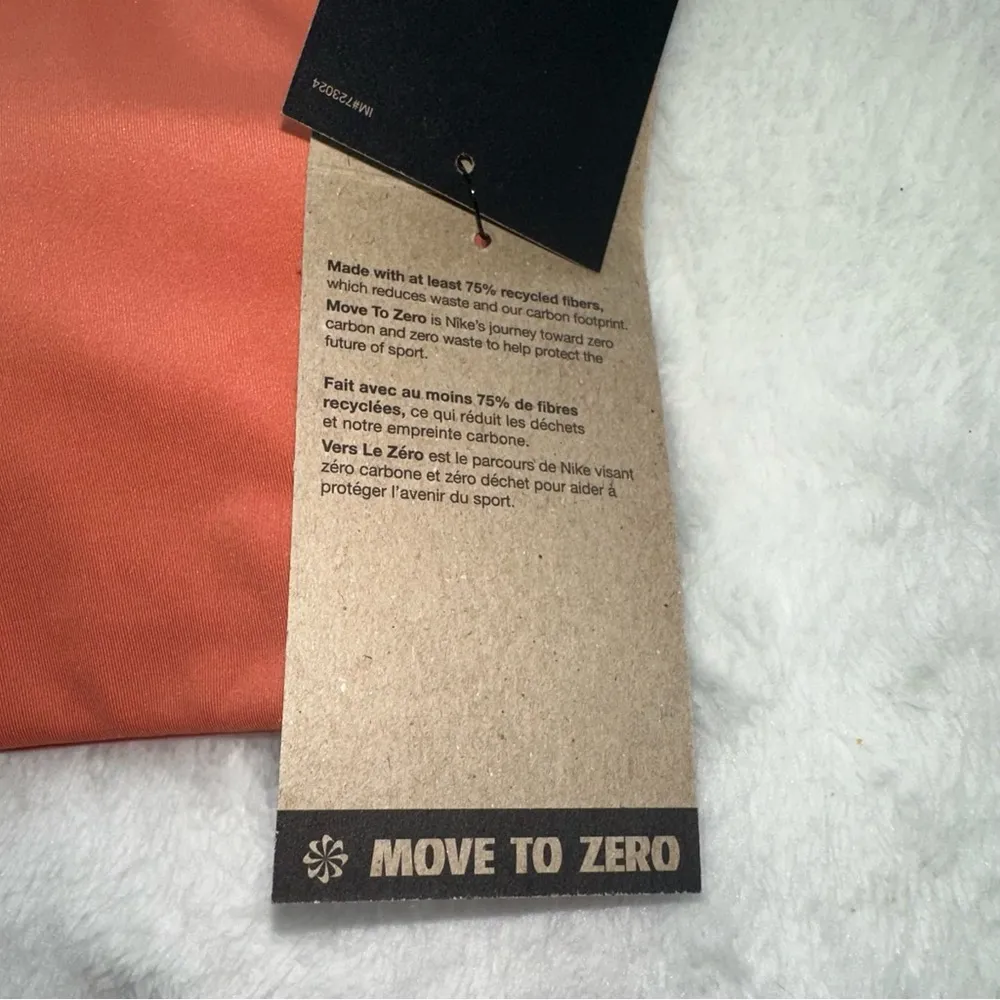 IM#723024
Made with at least 75% recycled fibers,
which reduces waste and our carbon footprint.
Move To Zero is Nike's journey toward zero
carbon and zero waste to help protect the
future of sport.
Fait avec au moins 75% de fibres
recyclées, ce qui réduit les déchets
et notre empreinte carbone.
Vers Le Zéro est le parcours de Nike visant
zéro carbone et zéro déchet pour aider à
protéger l'avenir du sport.
MOVE TO ZERO